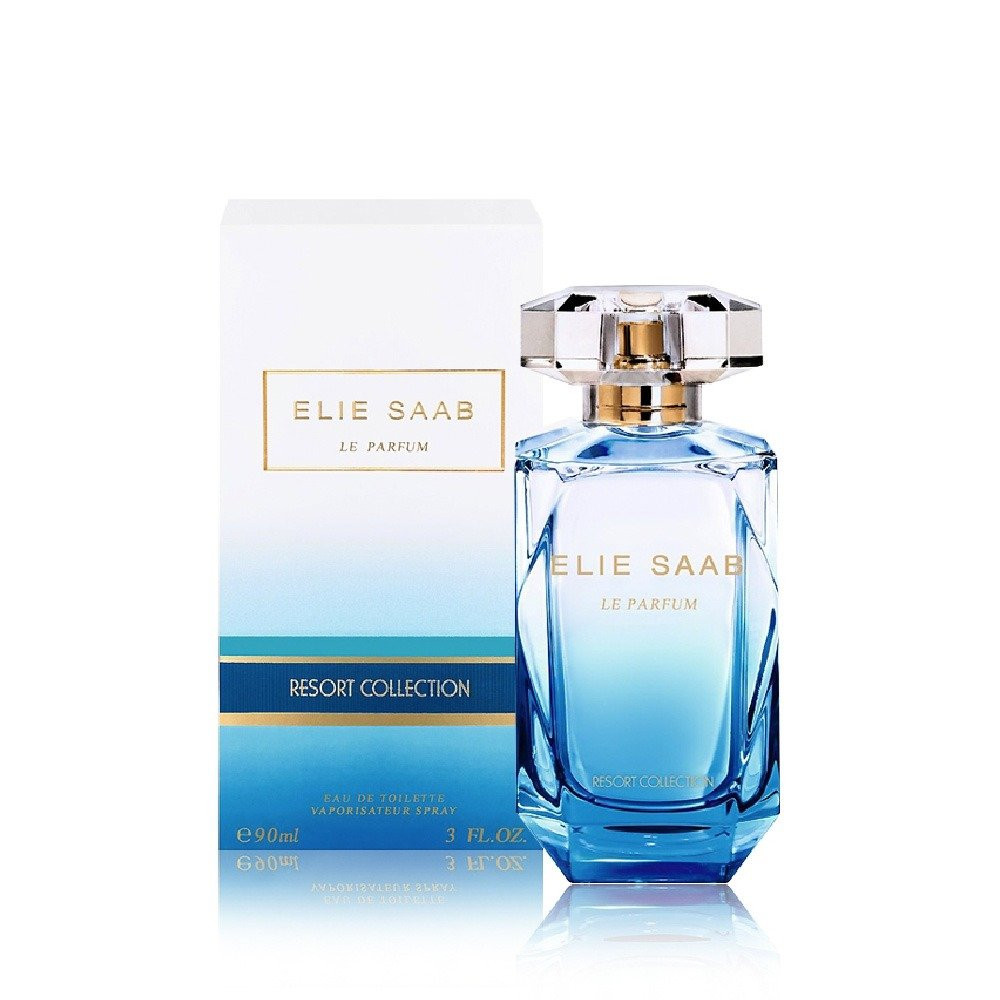 ELIE SAAB
LE PARFUM
RESORT COLLECTION
EAU DE TOILETTE
VAPORISATEUR SPRAY
℮90ml 3 FL.OZ.
ELIE SAAB
LE PARFUM
RESORT COLLECTION